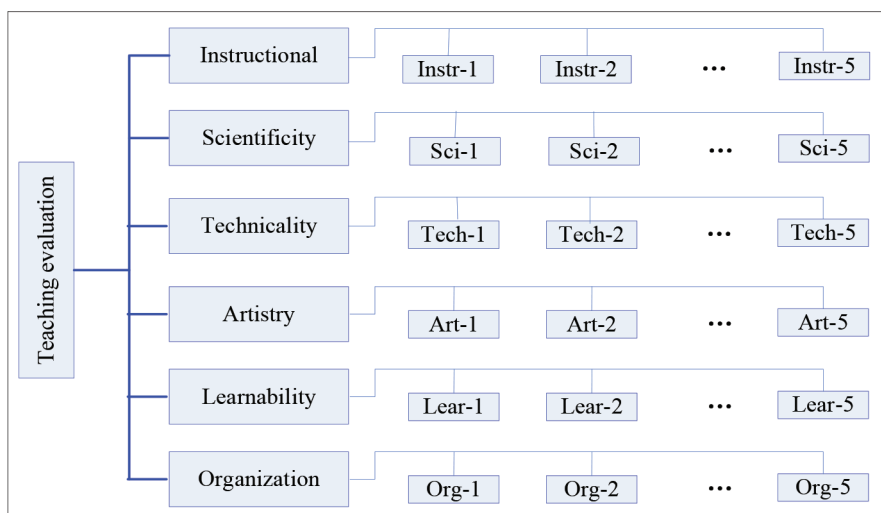 Teaching evaluation
Instructional
Instr-1
Instr-2
...
Instr-5
Scientificity
Sci-1
Sci-2
...
Sci-5
Technicality
Tech-1
Tech-2
...
Tech-5
Artistry
Art-1
Art-2
...
Art-5
Learnability
Lear-1
Lear-2
...
Lear-5
Organization
Org-1
Org-2
...
Org-5